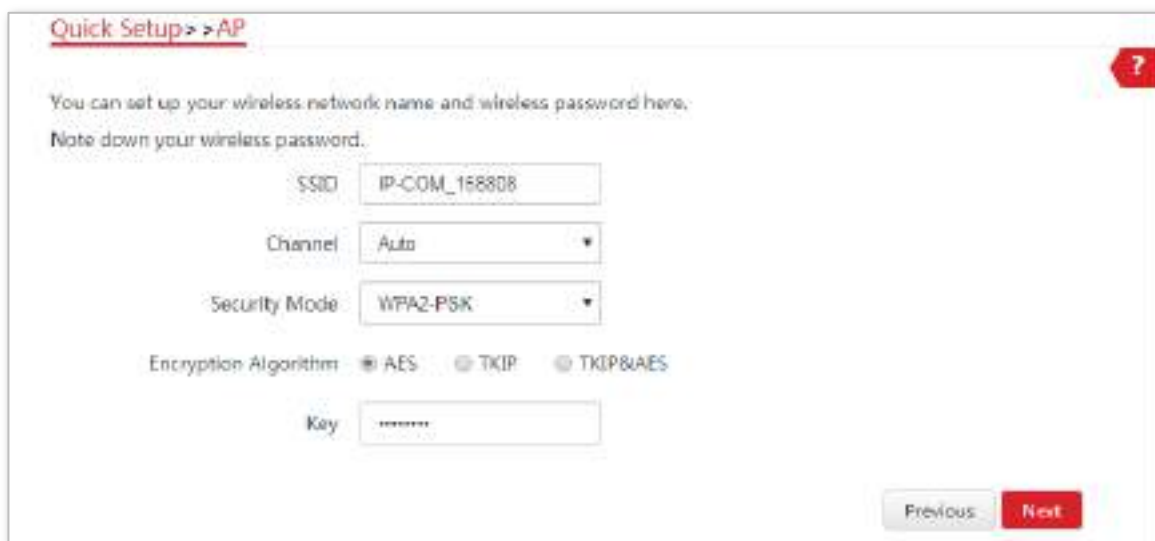 Quick Setup>>AP
?
You can set up your wireless network name and wireless password here.
Note down your wireless password.
SSID IP-COM_168808
Channel Auto
Security Mode WPA2-PSK
Encryption Algorithm AES TKIP TKIP&AES
Key •••••••••
Previous Next